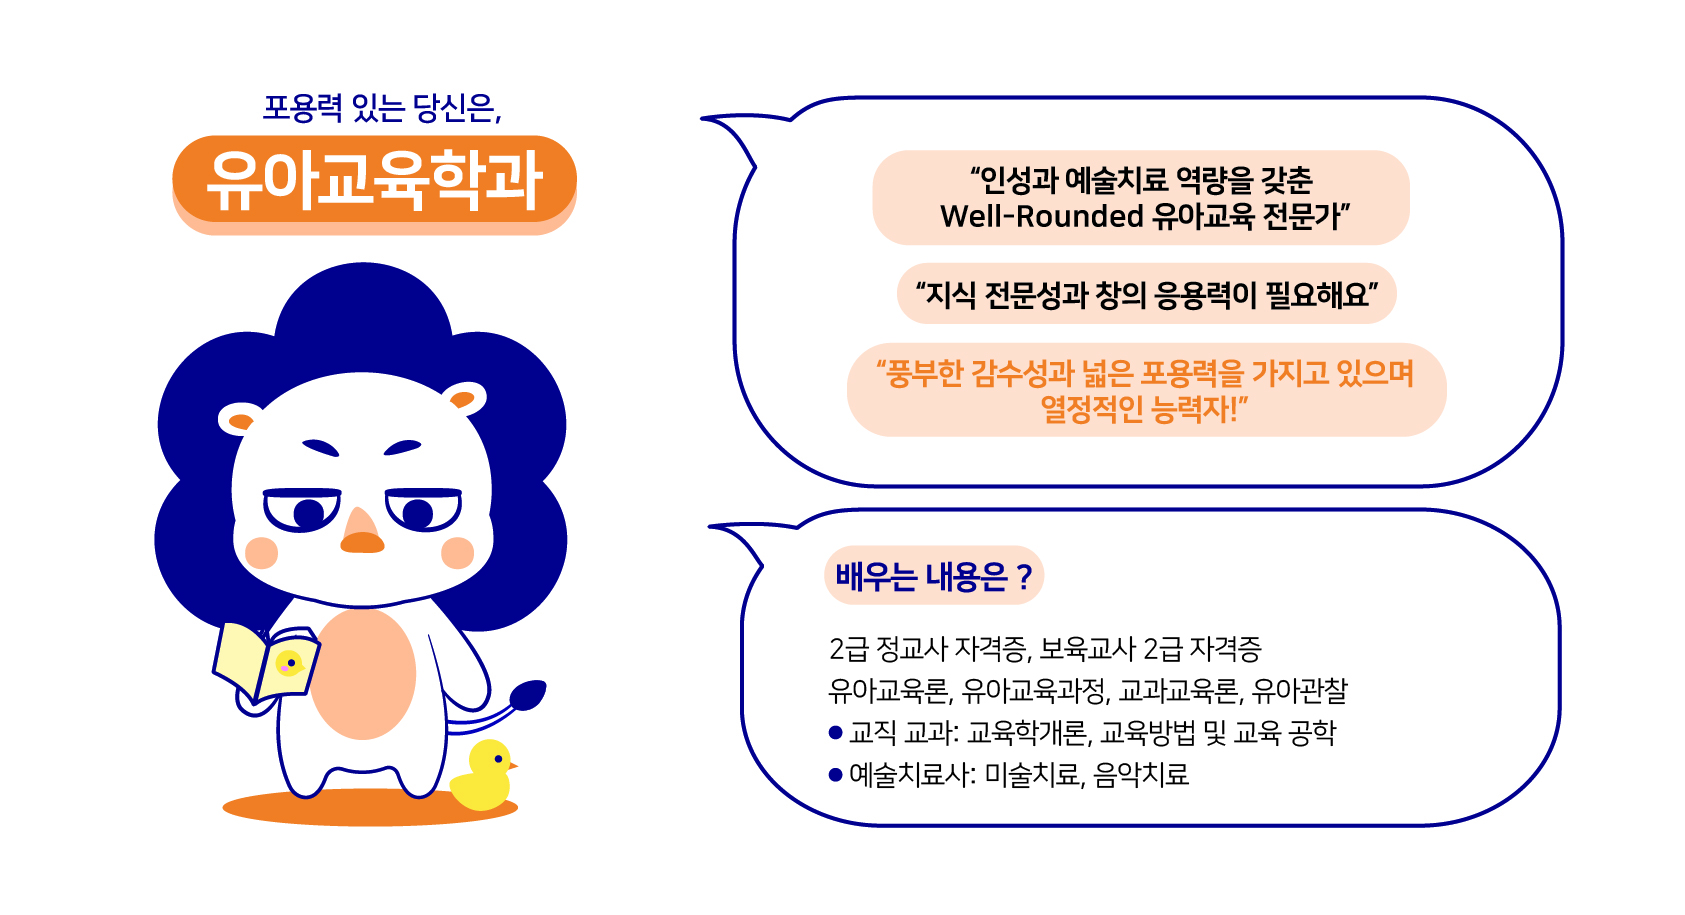 포용력 있는 당신은,
유아교육학과
“인성과 예술치료 역량을 갖춘
Well-Rounded 유아교육 전문가”
“지식 전문성과 창의 응용력이 필요해요”
“풍부한 감수성과 넓은 포용력을 가지고 있으며
열정적인 능력자!”
배우는 내용은 ?
2급 정교사 자격증, 보육교사 2급 자격증
유아교육론, 유아교육과정, 교과교육론, 유아관찰
● 교직 교과: 교육학개론, 교육방법 및 교육 공학
● 예술치료사: 미술치료, 음악치료